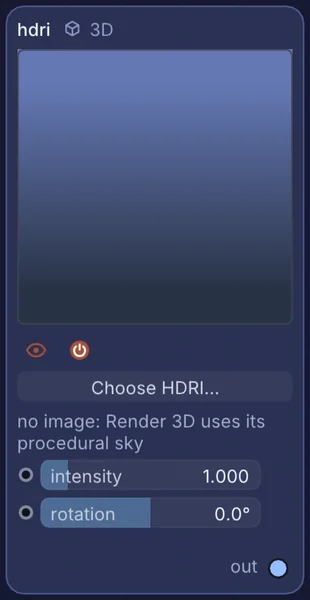 hdri 3D
Choose HDRI...
no image: Render 3D uses its
procedural sky
intensity 1.000
rotation 0.0°
out